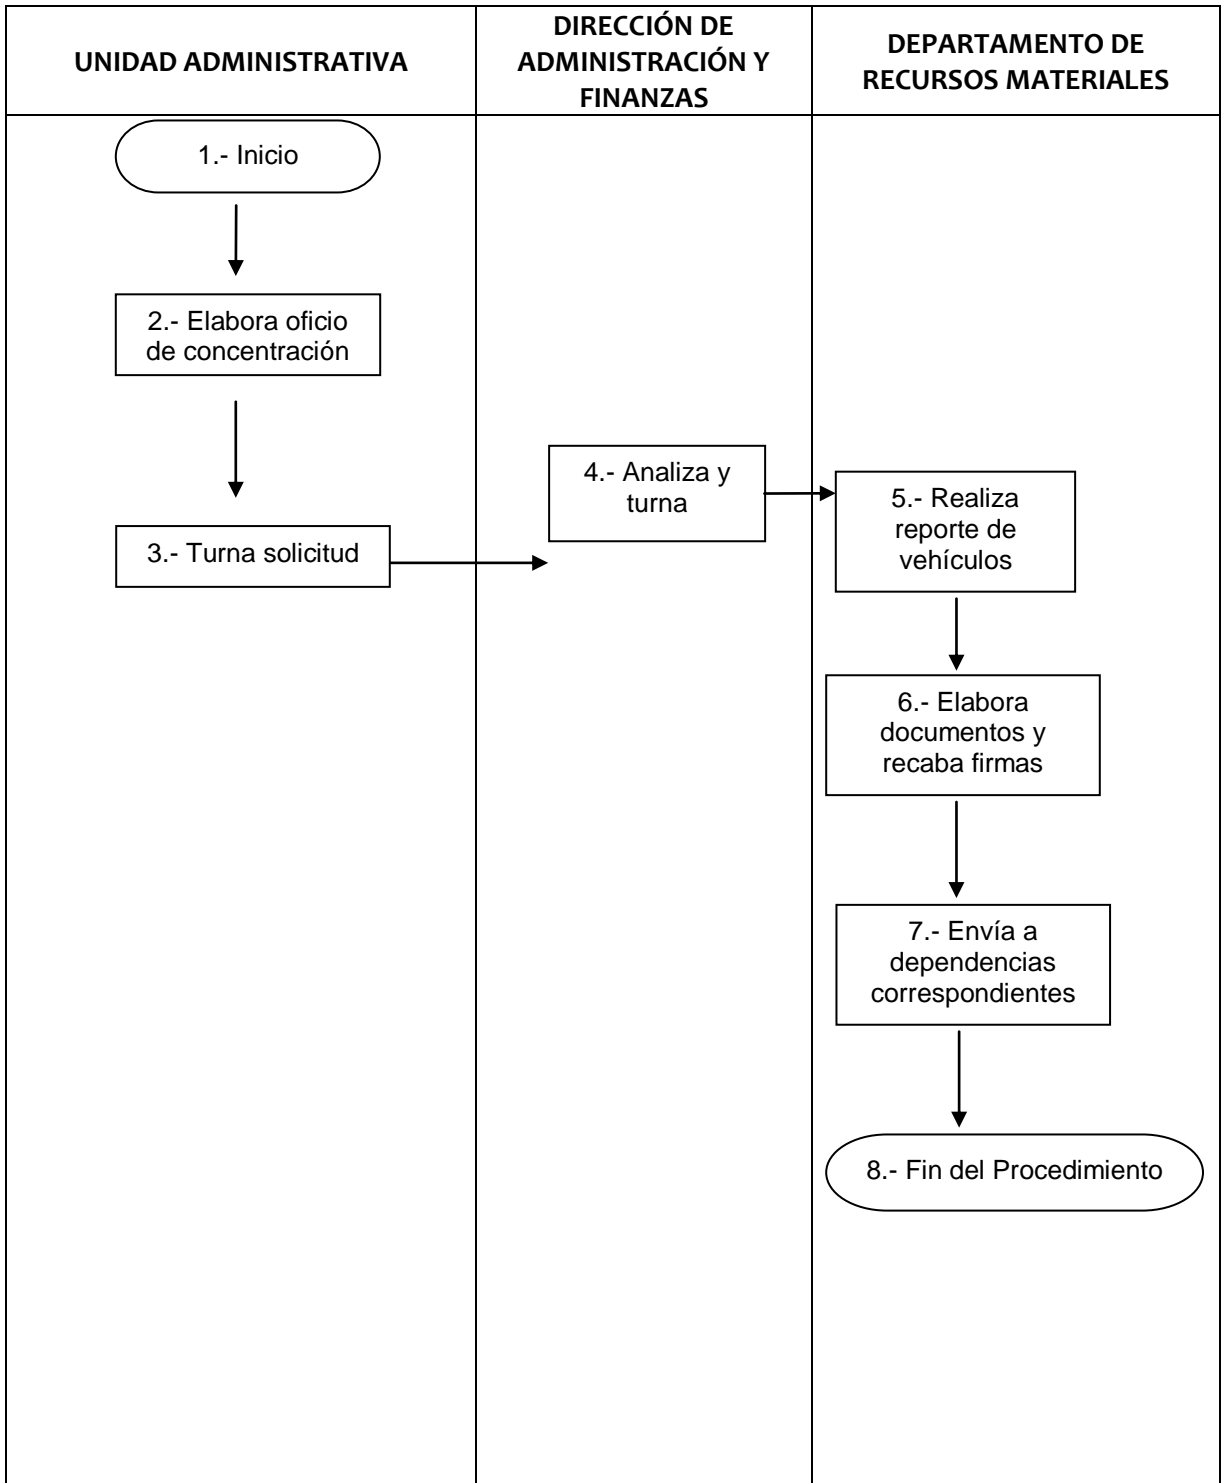 UNIDAD ADMINISTRATIVA
DIRECCIÓN DE
ADMINISTRACIÓN Y
FINANZAS
DEPARTAMENTO DE
RECURSOS MATERIALES
1.- Inicio
2.- Elabora oficio
de concentración
3.- Turna solicitud
4.- Analiza y
turna
5.- Realiza
reporte de
vehículos
6.- Elabora
documentos y
recaba firmas
7.- Envía a
dependencias
correspondientes
8.- Fin del Procedimiento